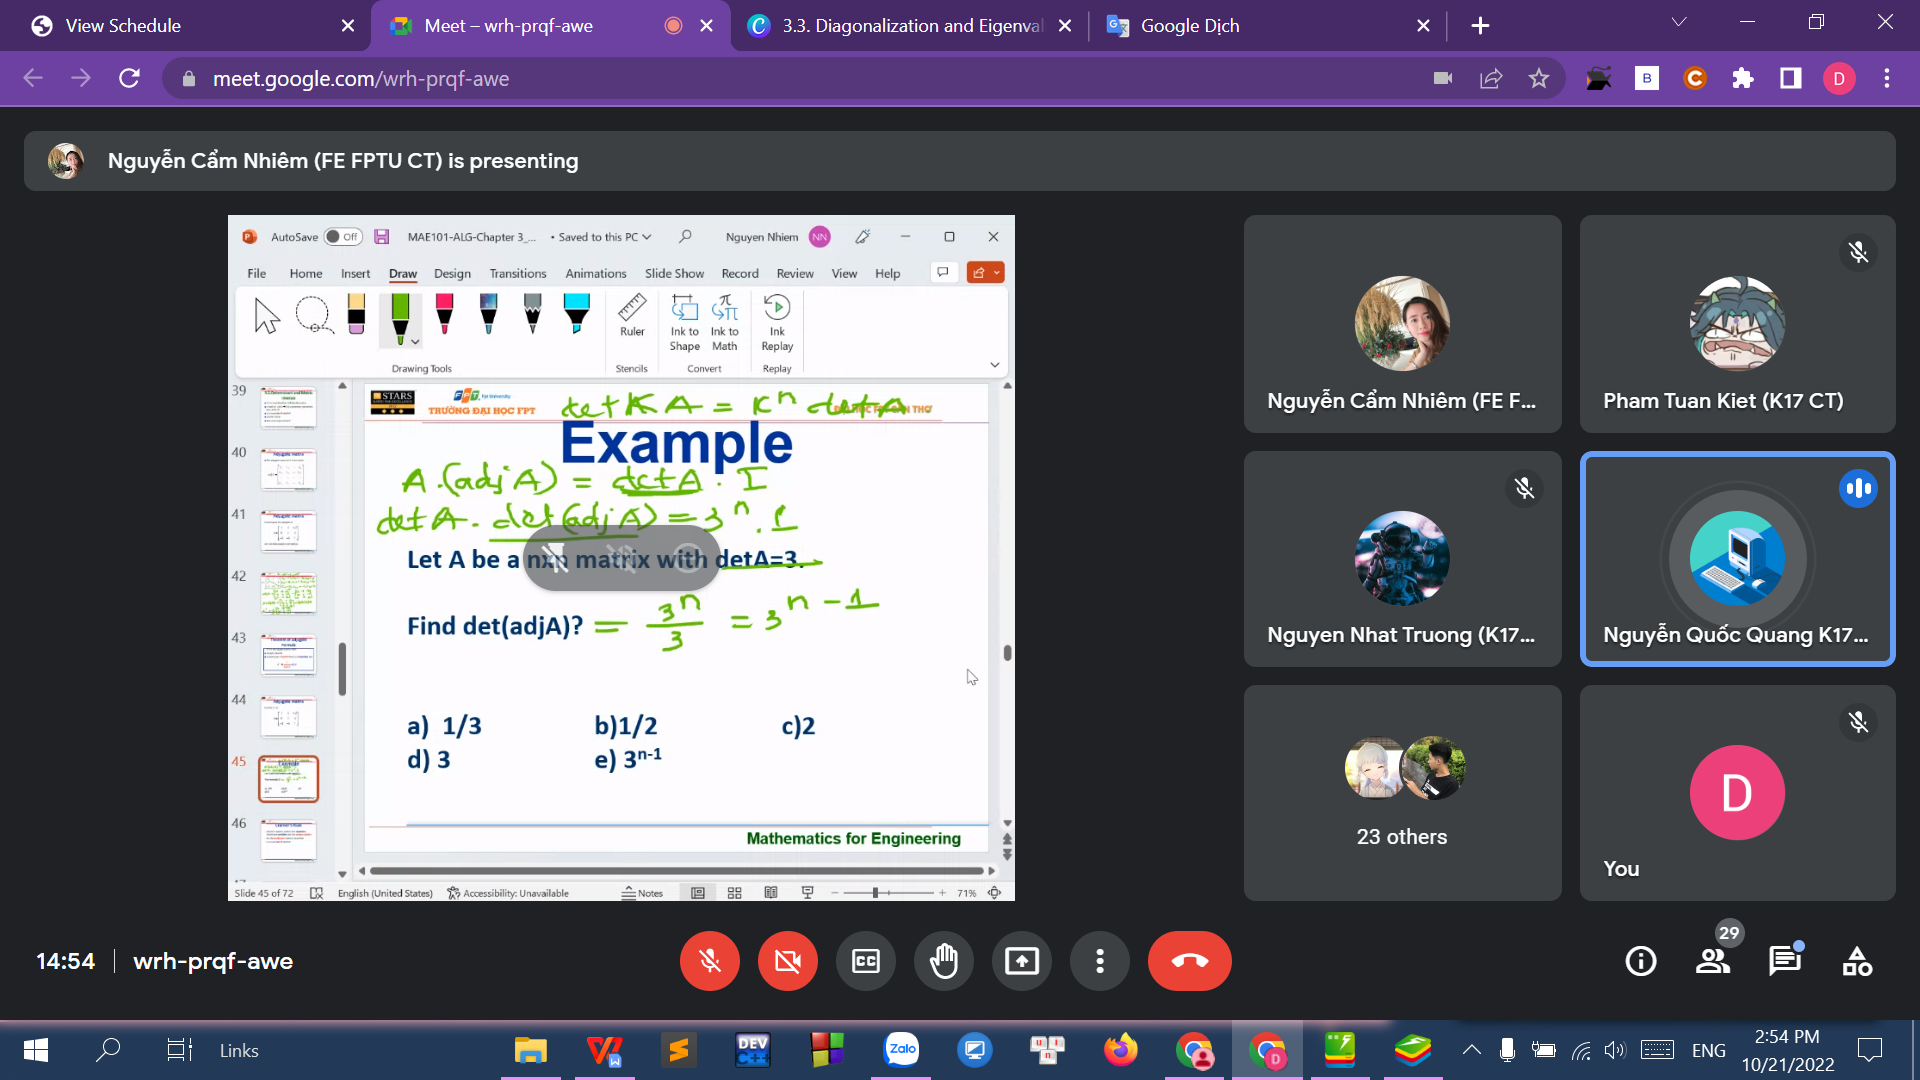 View Schedule
Meet – wrh-prqf-awe
3.3. Diagonalization and Eigenval
Google Dịch
meet.google.com/wrh-prqf-awe
B
C
D
Nguyễn Cẩm Nhiêm (FE FPTU CT) is presenting
AutoSave Off MAE101-ALG-Chapter 3_... • Saved to this PC Nguyen Nhiem NN
File Home Insert Draw Design Transitions Animations Slide Show Record Review View Help
Ruler
Ink to Shape
Ink to Math
Ink Replay
Drawing Tools Stencils Convert Replay
39
40
41
42
43
44
45
46
STARS
FPT
TRƯỜNG ĐẠI HỌC FPT
det KA = K^n det A
Example
A.(adj A) = det A . I
det A . det(adj A) = 3^n . 1
Let A be a nxn matrix with detA=3.
Find det(adjA)? = 3^n / 3 = 3^n-1
a) 1/3 b)1/2 c)2
d) 3 e) 3^n-1
Mathematics for Engineering
Slide 45 of 72 English (United States) Accessibility: Unavailable Notes 71%
Nguyễn Cẩm Nhiêm (FE F...
Pham Tuan Kiet (K17 CT)
Nguyen Nhat Truong (K17...
Nguyễn Quốc Quang K17...
23 others
D
You
14:54 | wrh-prqf-awe
CC
29
Links
DEV C++
Zalo
ENG
2:54 PM
10/21/2022